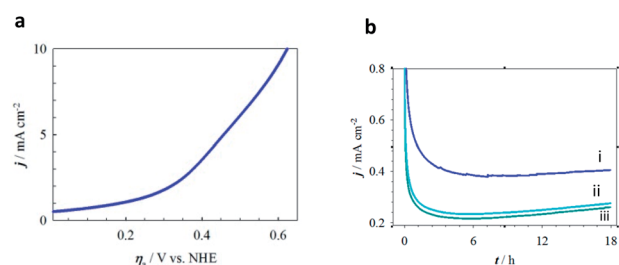 a
10
5
0
j / mA cm⁻²
0.2
0.4
0.6
ηₐ / V vs. NHE
b
0.8
0.6
0.4
0.2
j / mA cm⁻²
i
ii
iii
0
6
12
18
t / h